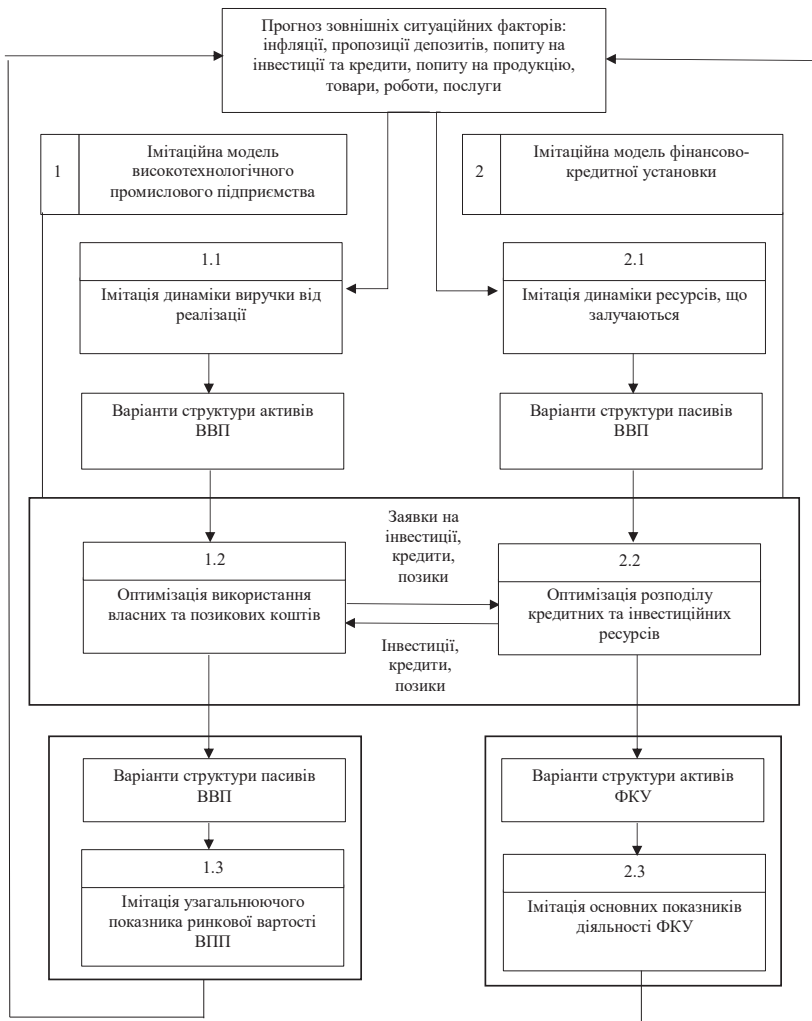 Прогноз зовнішніх ситуаційних факторів:
інфляції, пропозиції депозитів, попиту на
інвестиції та кредити, попиту на продукцію,
товари, роботи, послуги
1
Імітаційна модель
високотехнологічного
промислового підприємства
2
Імітаційна модель фінансово-
кредитної установки
1.1
Імітація динаміки виручки від
реалізації
2.1
Імітація динаміки ресурсів, що
залучаються
Варіанти структури активів
ВВП
Варіанти структури пасивів
ВВП
Заявки на
інвестиції,
кредити,
позики
1.2
Оптимізація використання
власних та позикових коштів
2.2
Оптимізація розподілу
кредитних та інвестиційних
ресурсів
Інвестиції,
кредити,
позики
Варіанти структури пасивів
ВВП
Варіанти структури активів
ФКУ
1.3
Імітація узагальнюючого
показника ринкової вартості
ВПП
2.3
Імітація основних показників
діяльності ФКУ